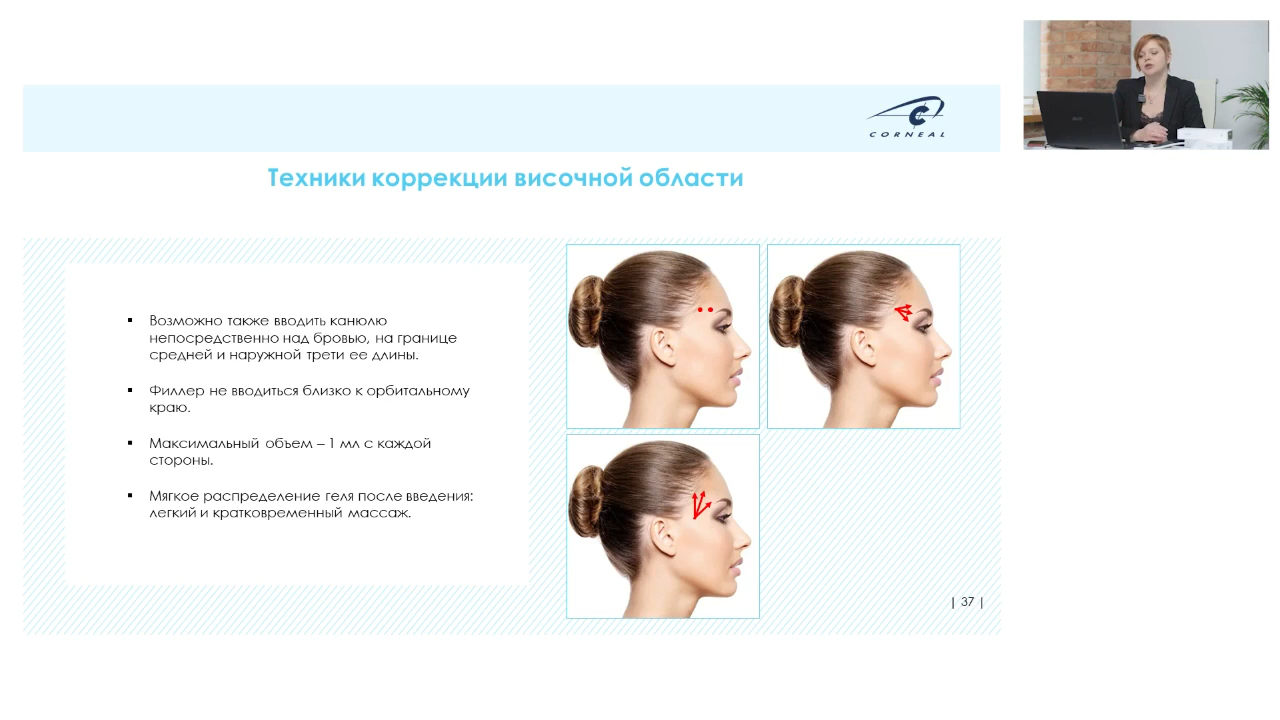 CORNEAL
Техники коррекции височной области
▪ Возможно также вводить канюлю
непосредственно над бровью, на границе
средней и наружной трети ее длины.
▪ Филлер не вводиться близко к орбитальному
краю.
▪ Максимальный объем – 1 мл с каждой
стороны.
▪ Мягкое распределение геля после введения:
легкий и кратковременный массаж.
| 37 |